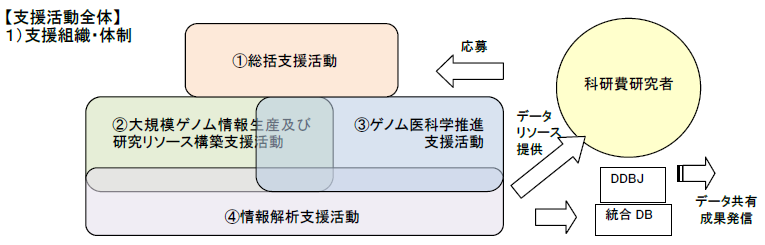 【支援活動全体】
１）支援組織・体制
①総括支援活動
②大規模ゲノム情報生産及び
研究リソース構築支援活動
③ゲノム医科学推進
支援活動
④情報解析支援活動
応募
科研費研究者
データ
リソース
提供
DDBJ
統合 DB
データ共有
成果発信